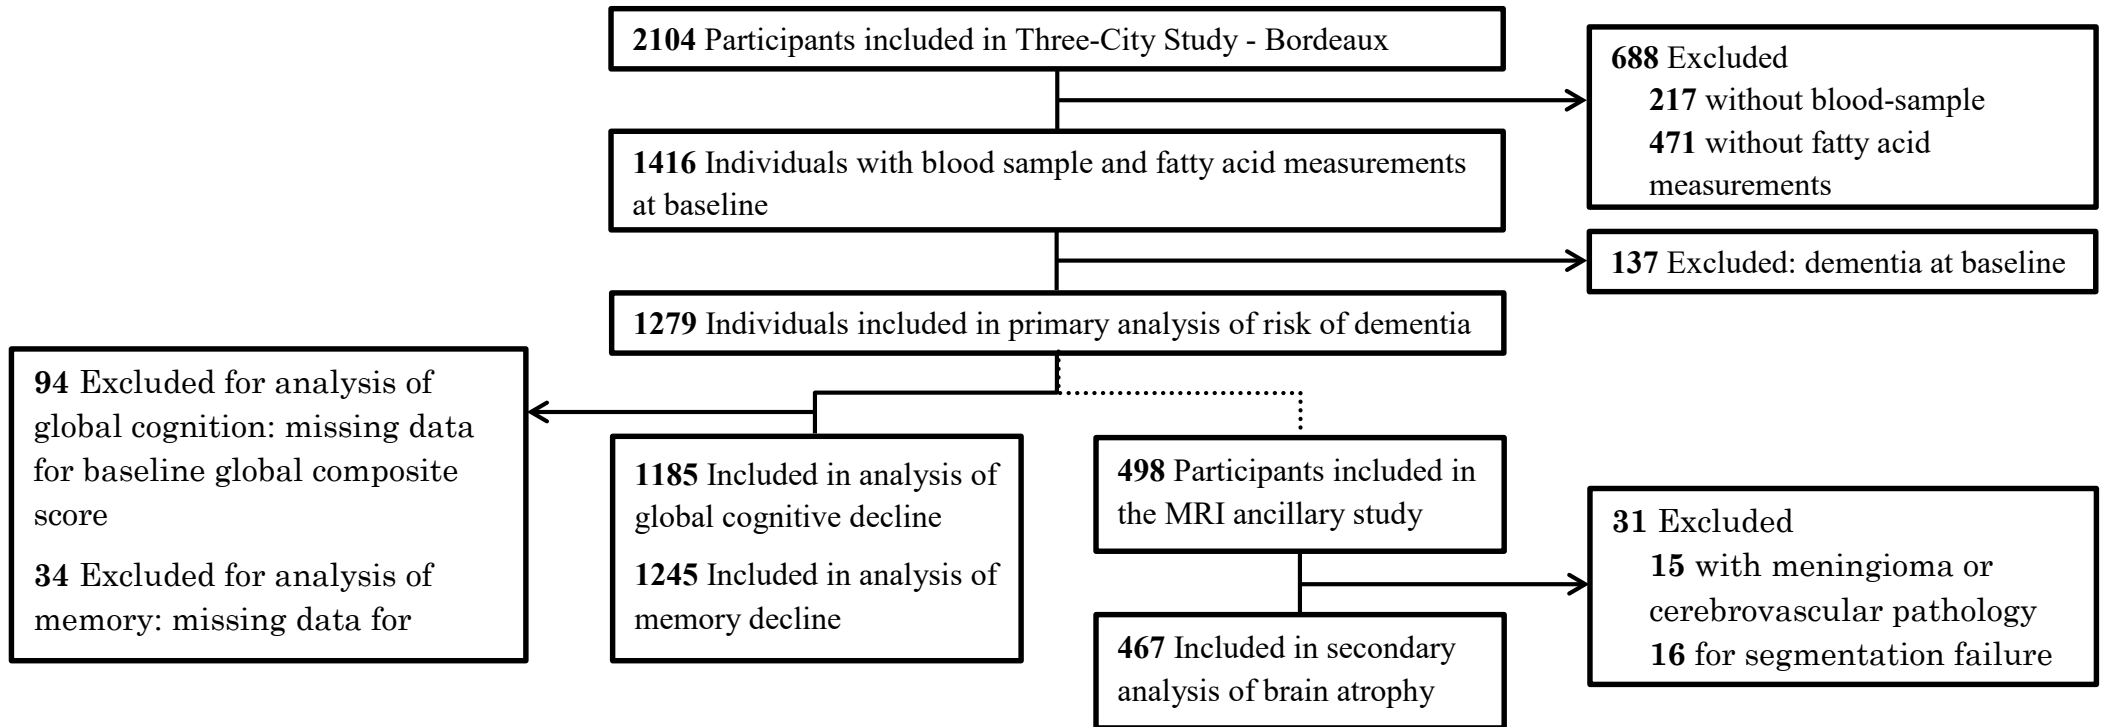 2104 Participants included in Three-City Study - Bordeaux
688 Excluded
217 without blood-sample
471 without fatty acid
measurements
1416 Individuals with blood sample and fatty acid measurements
at baseline
137 Excluded: dementia at baseline
1279 Individuals included in primary analysis of risk of dementia
94 Excluded for analysis of
global cognition: missing data
for baseline global composite
score
34 Excluded for analysis of
memory: missing data for
1185 Included in analysis of
global cognitive decline
1245 Included in analysis of
memory decline
498 Participants included in
the MRI ancillary study
31 Excluded
15 with meningioma or
cerebrovascular pathology
16 for segmentation failure
467 Included in secondary
analysis of brain atrophy